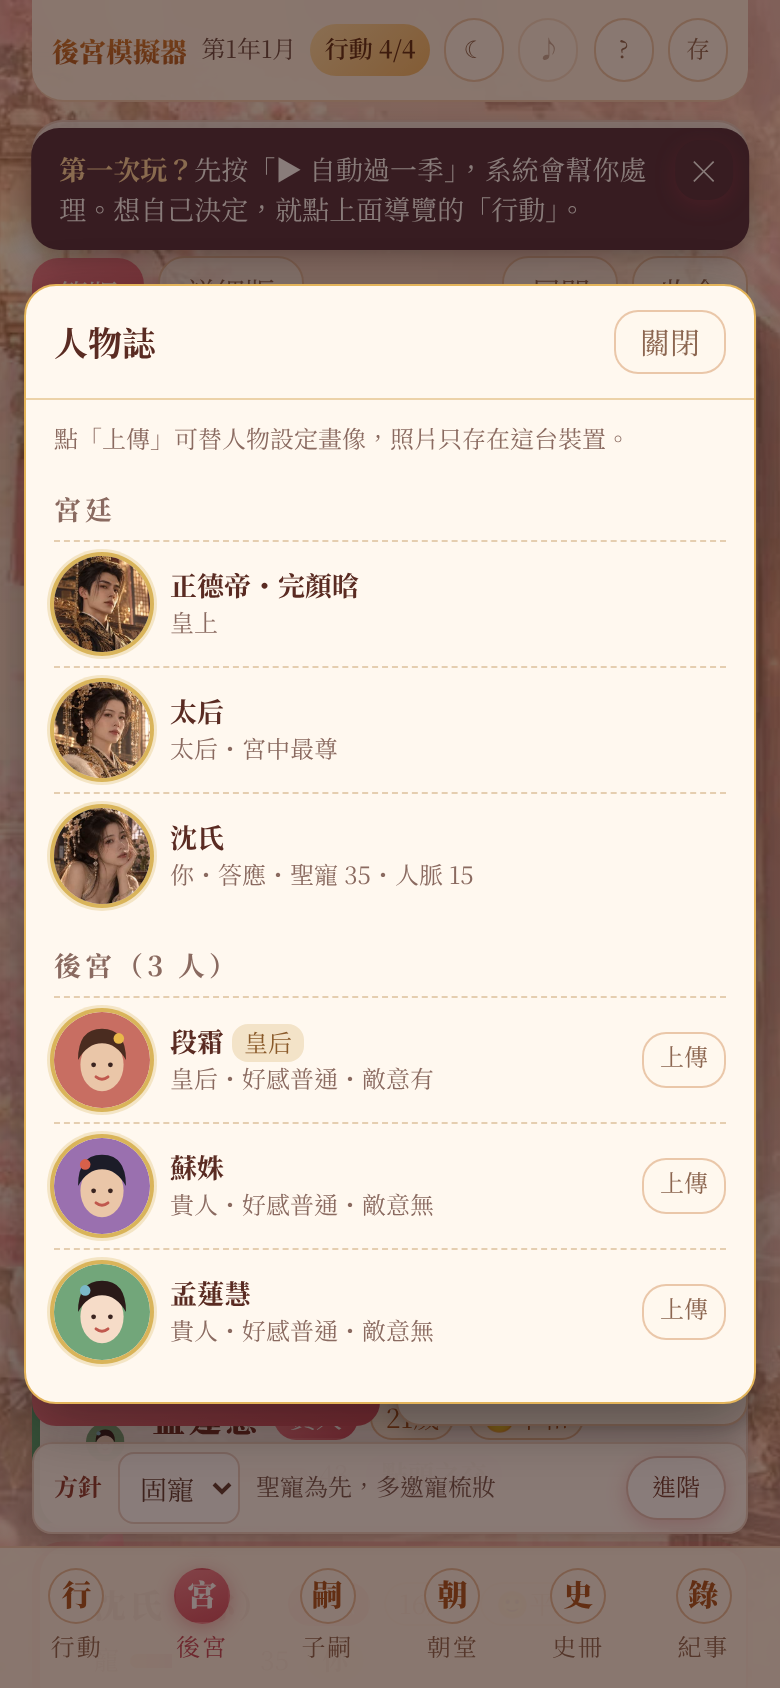 後宮模擬器 第1年1月 行動 4/4 ☾ ♪ ? 存
第一次玩？先按「▶ 自動過一季」，系統會幫你處
理。想自己決定，就點上面導覽的「行動」。
人物誌 關閉
點「上傳」可替人物設定畫像，照片只存在這台裝置。
宮廷
正德帝・完顏晗
皇上
太后
太后・宮中最尊
沈氏
你・答應・聖寵 35・人脈 15
後宮（3 人）
段霜 皇后
皇后・好感普通・敵意有
上傳
蘇姝
貴人・好感普通・敵意無
上傳
孟蓮慧
貴人・好感普通・敵意無
上傳
方針 固寵 聖寵為先，多邀寵梳妝 進階
行 宮 嗣 朝 史 錄
行動 後宮 子嗣 朝堂 史冊 紀事